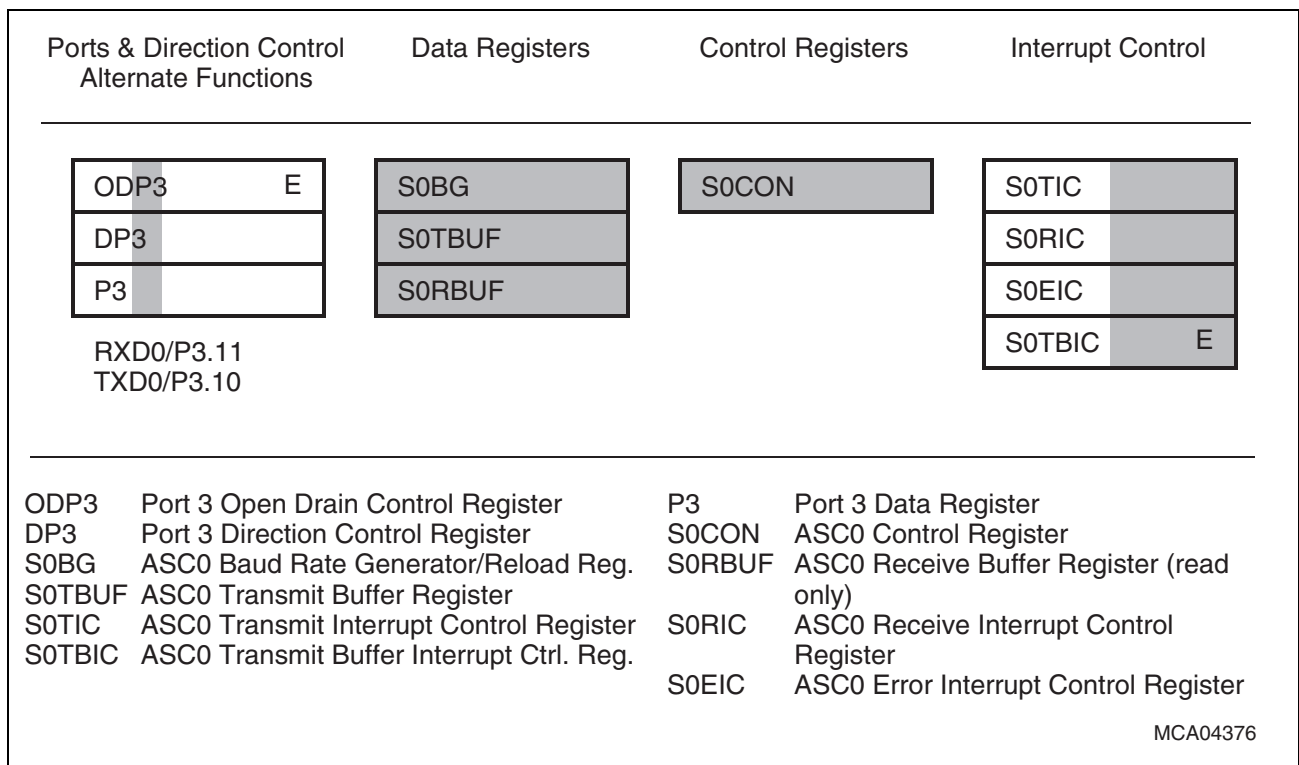 Ports & Direction Control
Alternate Functions
Data Registers
Control Registers
Interrupt Control
ODP3 E
DP3
P3
RXD0/P3.11
TXD0/P3.10
S0BG
S0TBUF
S0RBUF
S0CON
S0TIC
S0RIC
S0EIC
S0TBIC E
ODP3 Port 3 Open Drain Control Register
DP3 Port 3 Direction Control Register
S0BG ASC0 Baud Rate Generator/Reload Reg.
S0TBUF ASC0 Transmit Buffer Register
S0TIC ASC0 Transmit Interrupt Control Register
S0TBIC ASC0 Transmit Buffer Interrupt Ctrl. Reg.
P3 Port 3 Data Register
S0CON ASC0 Control Register
S0RBUF ASC0 Receive Buffer Register (read
only)
S0RIC ASC0 Receive Interrupt Control
Register
S0EIC ASC0 Error Interrupt Control Register
MCA04376